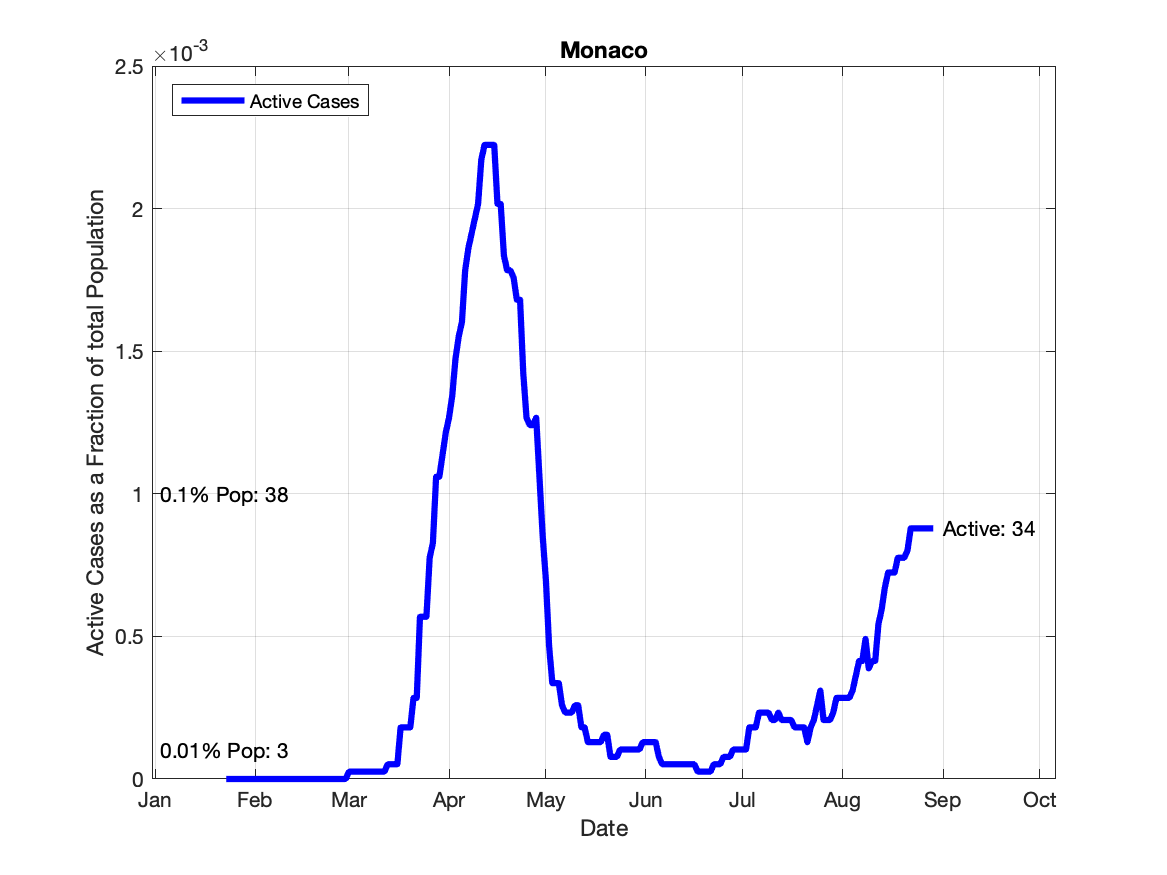 Monaco
×10⁻³
Active Cases
2.5
2
1.5
1
0.5
0
0.1% Pop: 38
0.01% Pop: 3
Active: 34
Active Cases as a Fraction of total Population
Jan Feb Mar Apr May Jun Jul Aug Sep Oct
Date